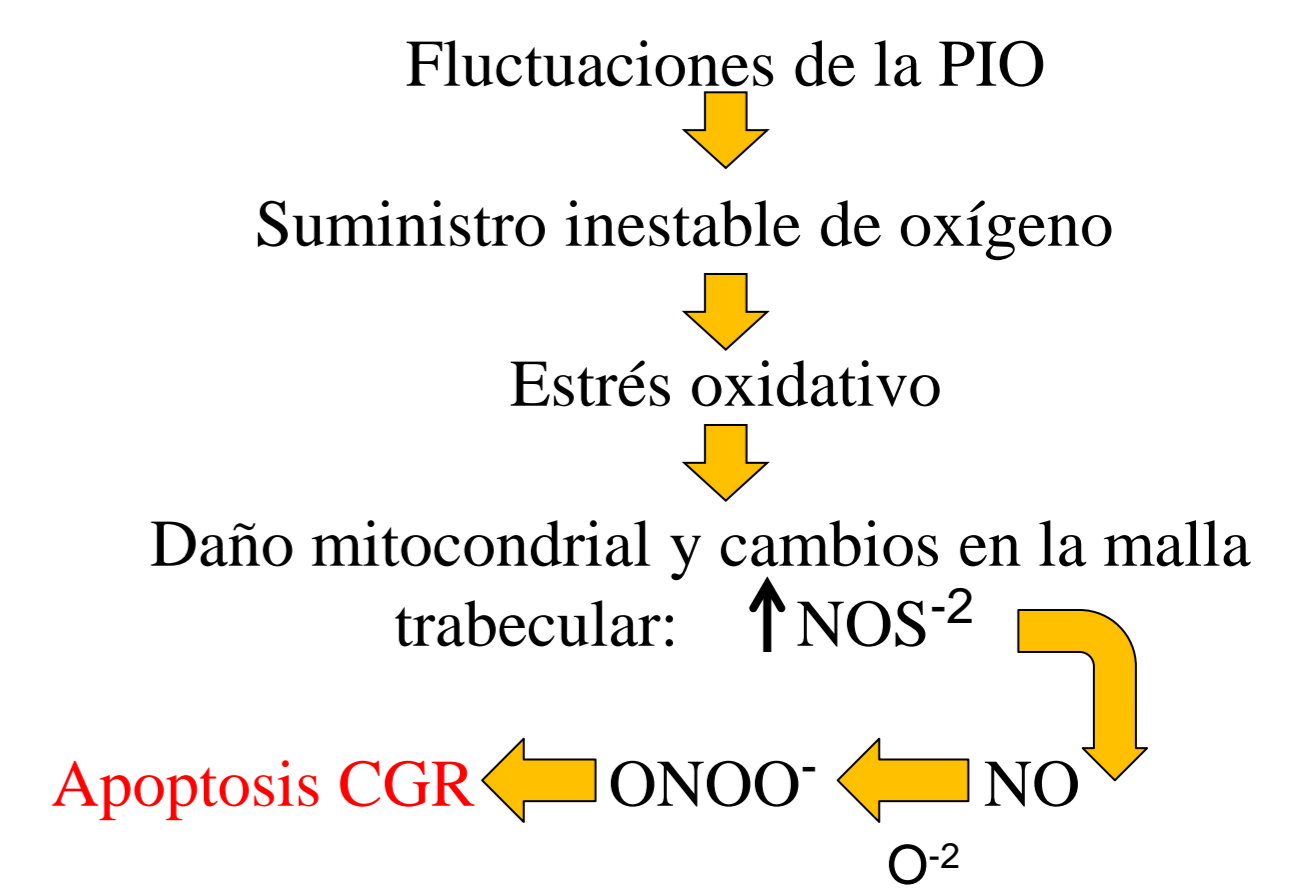 Fluctuaciones de la PIO
Suministro inestable de oxígeno
Estrés oxidativo
Daño mitocondrial y cambios en la malla
trabecular: ↑NOS⁻²
Apoptosis CGR ONOO⁻ NO
O⁻²